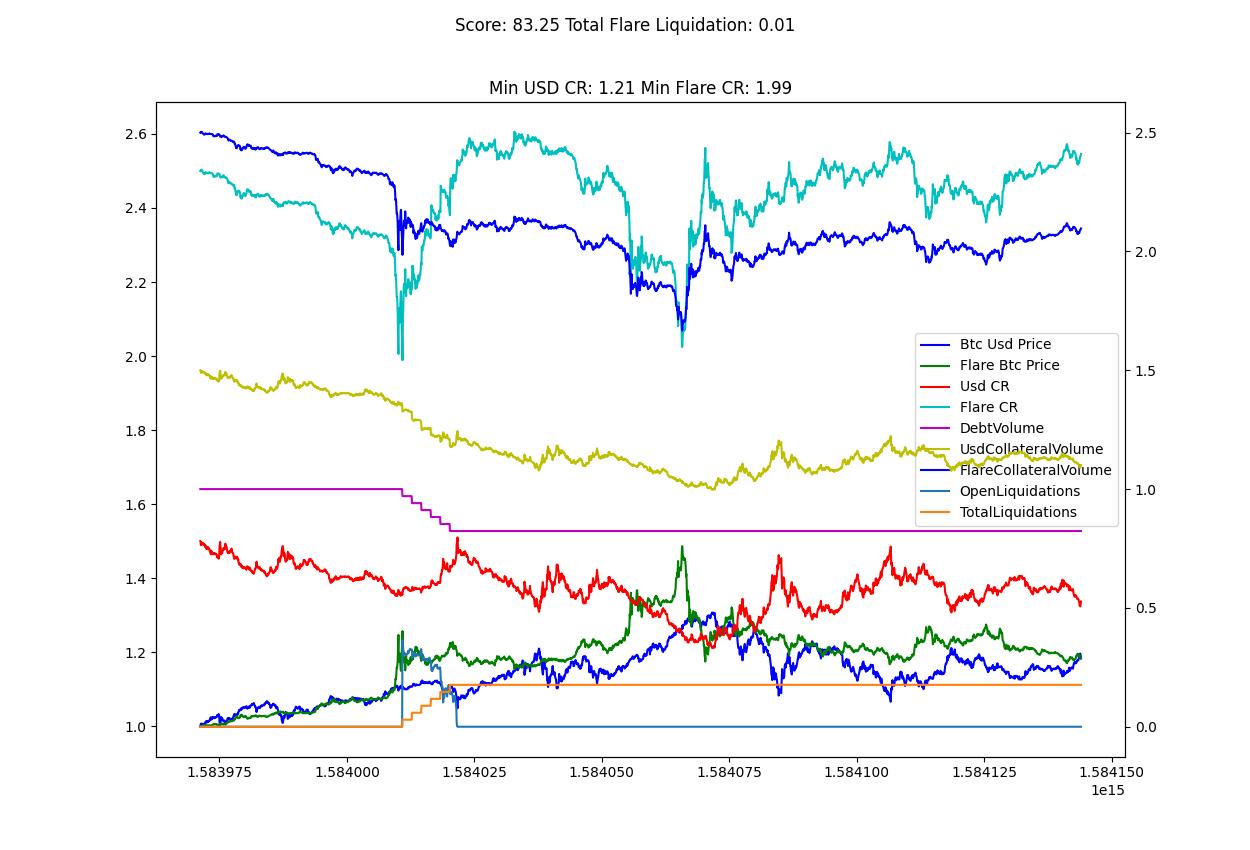 Score: 83.25 Total Flare Liquidation: 0.01
Min USD CR: 1.21 Min Flare CR: 1.99
2.6
2.4
2.2
2.0
1.8
1.6
1.4
1.2
1.0
2.5
2.0
1.5
1.0
0.5
0.0
Btc Usd Price
Flare Btc Price
Usd CR
Flare CR
DebtVolume
UsdCollateralVolume
FlareCollateralVolume
OpenLiquidations
TotalLiquidations
1.583975 1.584000 1.584025 1.584050 1.584075 1.584100 1.584125 1.584150
1e15